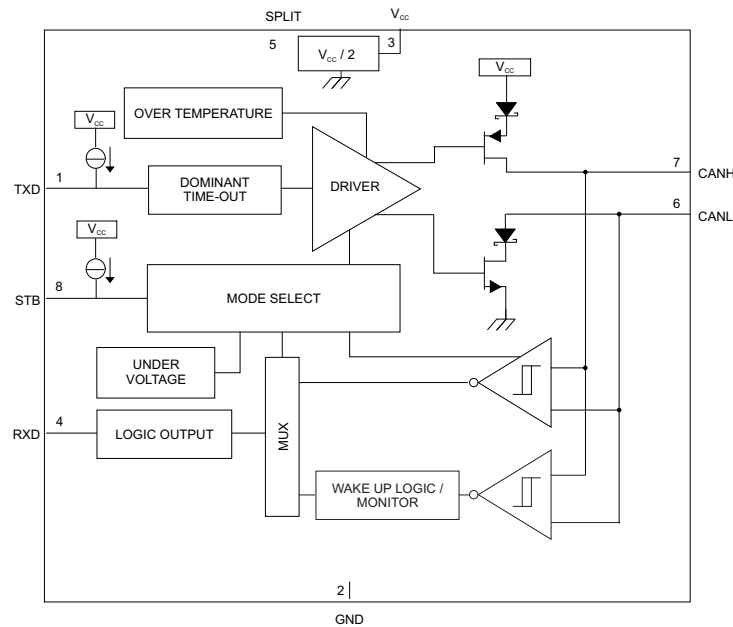 SPLIT
VCC
5
3
VCC / 2
VCC
OVER TEMPERATURE
VCC
1
TXD
DOMINANT
TIME-OUT
DRIVER
7
CANH
6
CANL
VCC
8
STB
MODE SELECT
UNDER
VOLTAGE
4
RXD
LOGIC OUTPUT
MUX
WAKE UP LOGIC /
MONITOR
2
GND